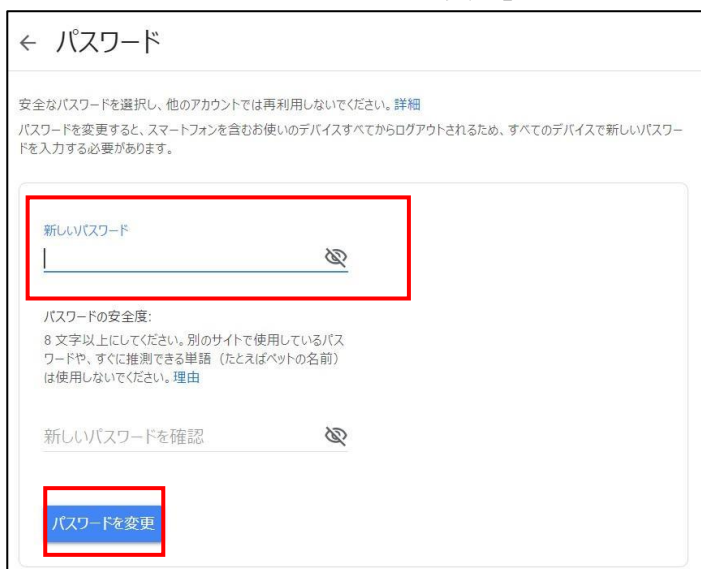 ← パスワード
安全なパスワードを選択し、他のアカウントでは再利用しないでください。詳細
パスワードを変更すると、スマートフォンを含むお使いのデバイスすべてからログアウトされるため、すべてのデバイスで新しいパスワー
ドを入力する必要があります。
新しいパスワード
パスワードの安全度:
8 文字以上にしてください。別のサイトで使用しているパス
ワードや、すぐに推測できる単語（たとえばペットの名前）
は使用しないでください。理由
新しいパスワードを確認
パスワードを変更